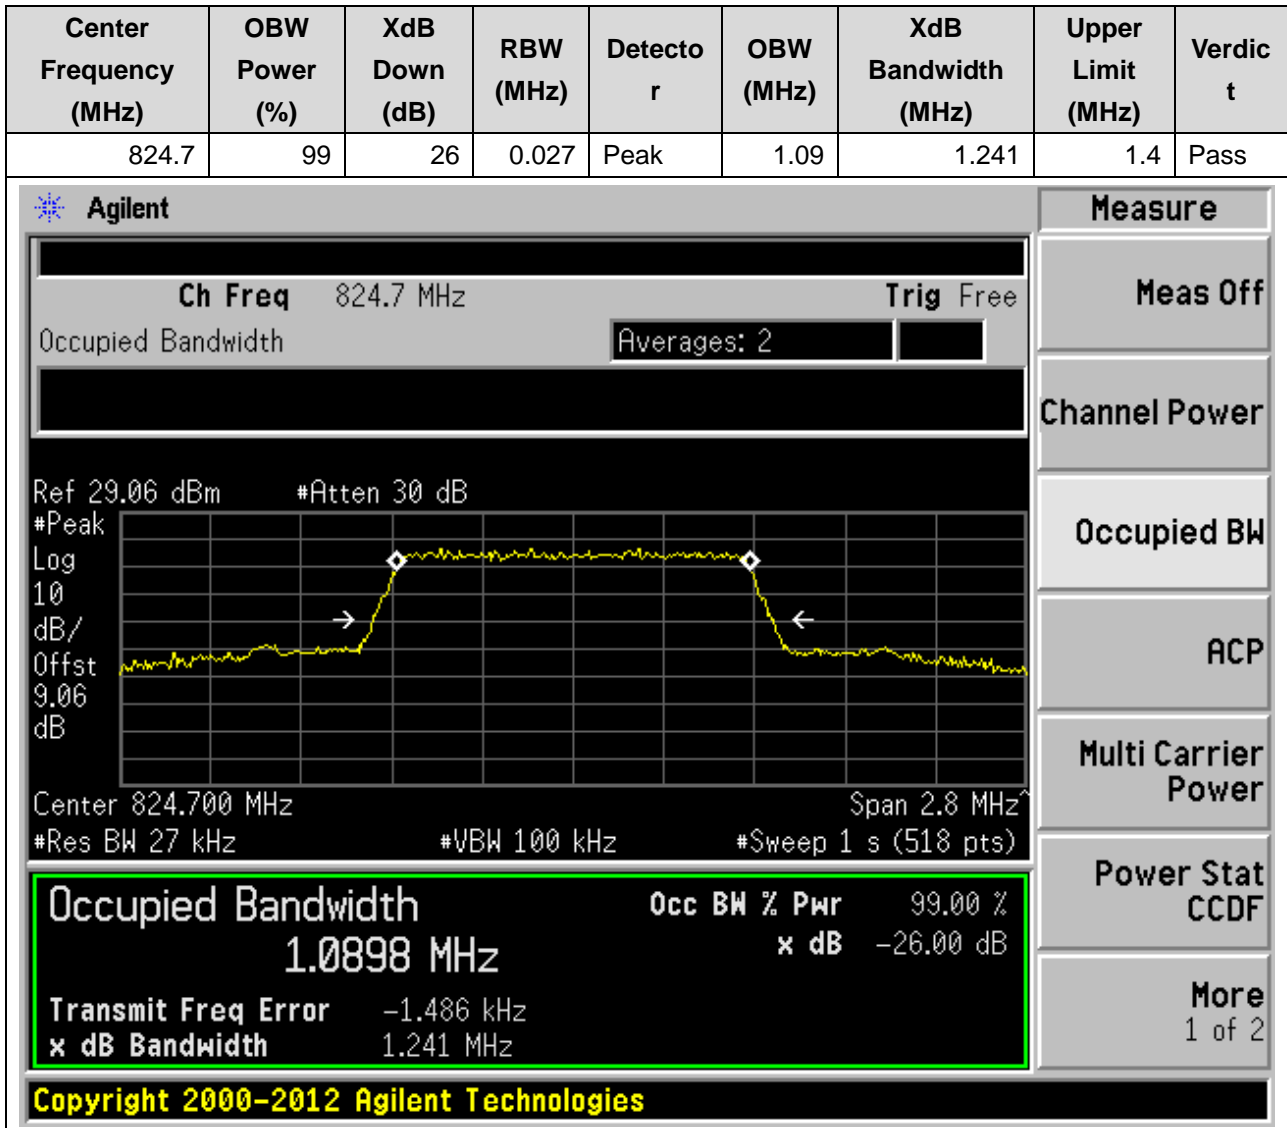 Center Frequency (MHz) OBW Power (%) XdB Down (dB) RBW (MHz) Detector OBW (MHz) XdB Bandwidth (MHz) Upper Limit (MHz) Verdict
824.7 99 26 0.027 Peak 1.09 1.241 1.4 Pass
Agilent
Measure
Ch Freq 824.7 MHz Trig Free
Occupied Bandwidth Averages: 2
Meas Off
Channel Power
Occupied BW
ACP
Multi Carrier
Power
Power Stat
CCDF
More
1 of 2
Ref 29.06 dBm #Atten 30 dB
#Peak
Log
10
dB/
Offst
9.06
dB
Center 824.700 MHz Span 2.8 MHz^
#Res BW 27 kHz #VBW 100 kHz #Sweep 1 s (518 pts)
Occupied Bandwidth Occ BW % Pwr 99.00 %
1.0898 MHz x dB -26.00 dB
Transmit Freq Error -1.486 kHz
x dB Bandwidth 1.241 MHz
Copyright 2000-2012 Agilent Technologies